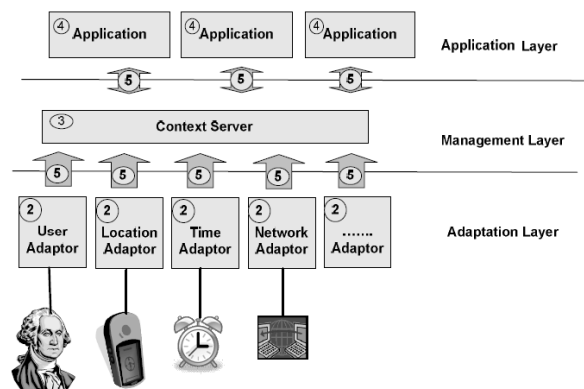 4 Application 4 Application 4 Application
Application Layer
5 5 5
3 Context Server
Management Layer
5 5 5 5 5
2 2 2 2 2
User Location Time Network .......
Adaptor Adaptor Adaptor Adaptor Adaptor
Adaptation Layer